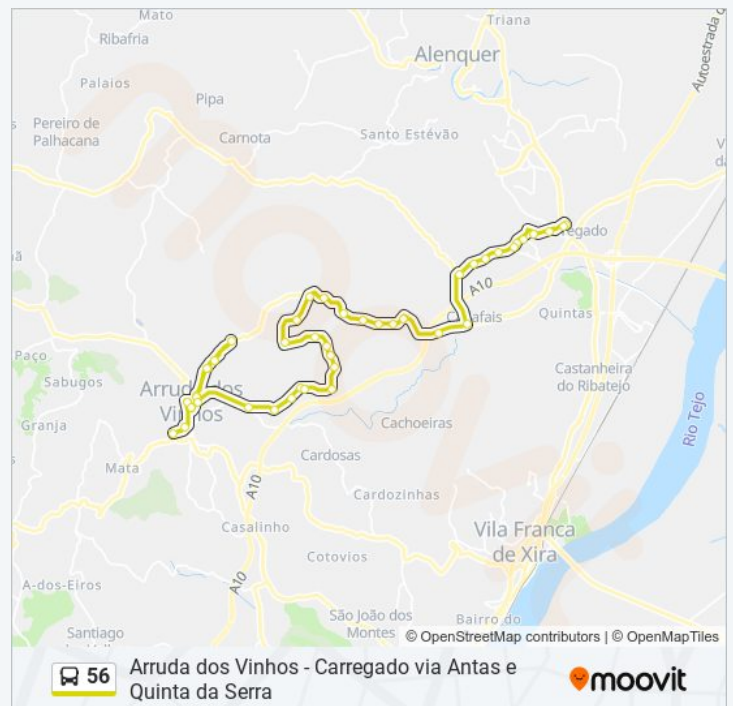 Mato
Triana
Ribafria
Alenquer
Palaios
Pipa
Autoestrada
Pereiro de
Palhacana
Carnota
Santo Estêvão
A10
Quintas
Paço
Sabugos
Arruda dos
Vinhos
Castanheira
do Ribatejo
Rio Tejo
Granja
Cachoeiras
Mata
Cardosas
A10
Cardozinhas
Vila Franca
de Xira
Casalinho
Cotovios
A-dos-Eiros
A10
São João dos
Montes
Bairro do
Santiago
© OpenStreetMap contributors | © OpenMapTiles
56
Arruda dos Vinhos - Carregado via Antas e
Quinta da Serra
moovit